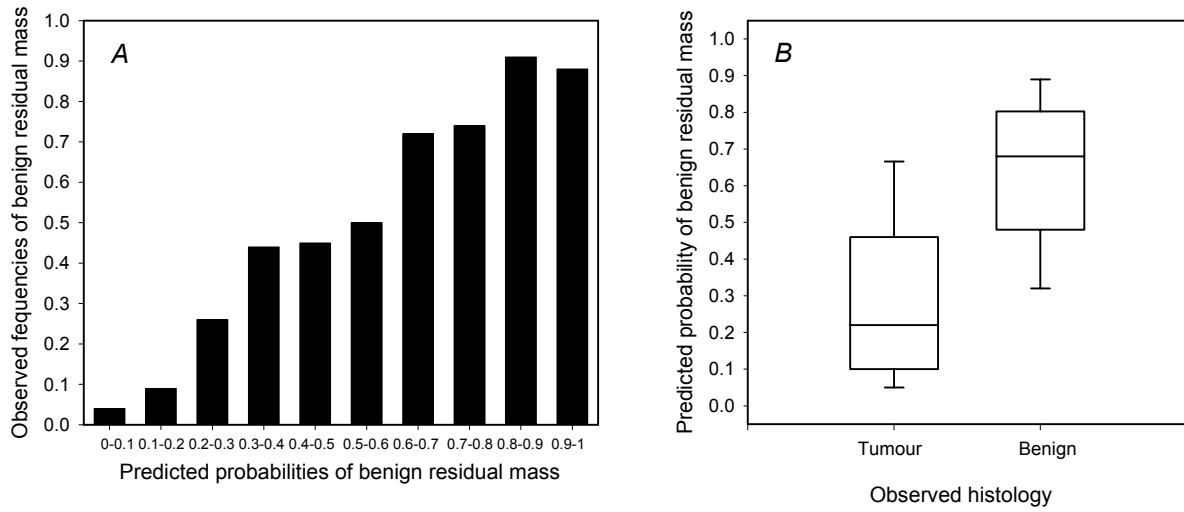 A
Observed fequencies of benign residual mass
1.0
0.9
0.8
0.7
0.6
0.5
0.4
0.3
0.2
0.1
0.0
0-0.1 0.1-0.2 0.2-0.3 0.3-0.4 0.4-0.5 0.5-0.6 0.6-0.7 0.7-0.8 0.8-0.9 0.9-1
Predicted probabilities of benign residual mass
B
Predicted probability of benign residual mass
1.0
0.9
0.8
0.7
0.6
0.5
0.4
0.3
0.2
0.1
0.0
Tumour Benign
Observed histology